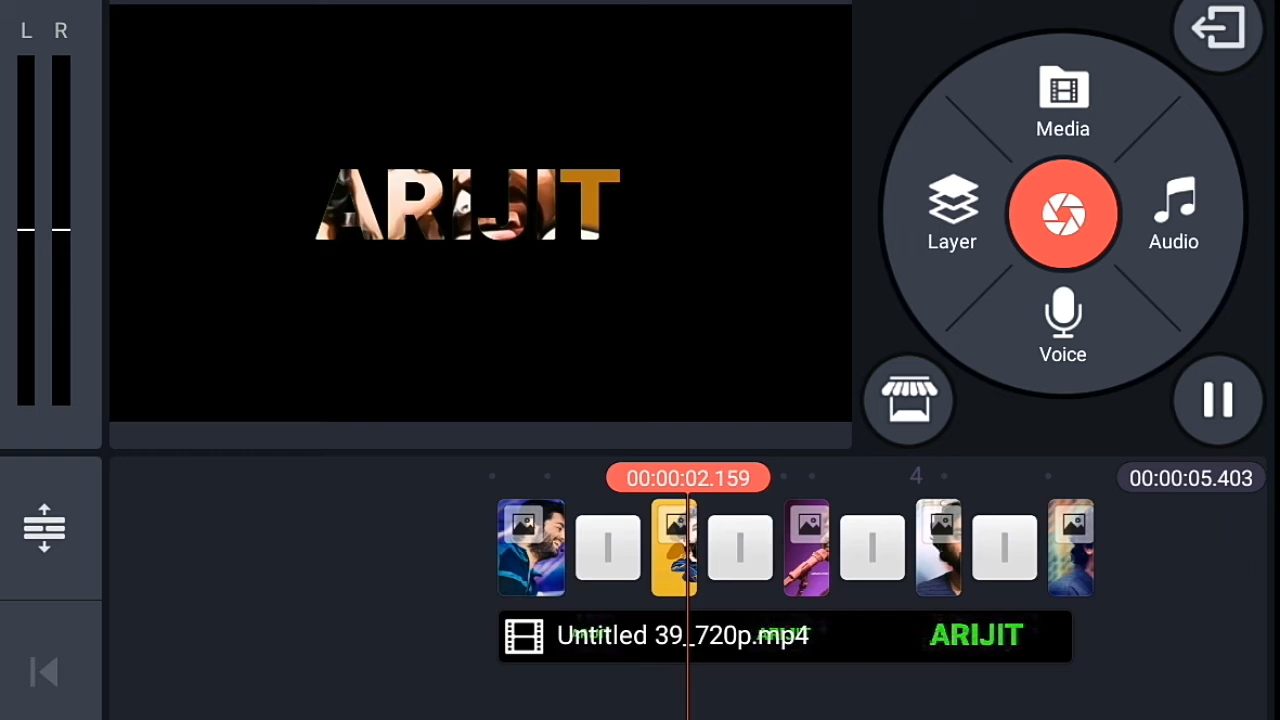 L R
Media
Layer
Audio
Voice
ARIJIT
00:00:02.159
4
00:00:05.403
Untitled 39_720p.mp4
ARIJIT